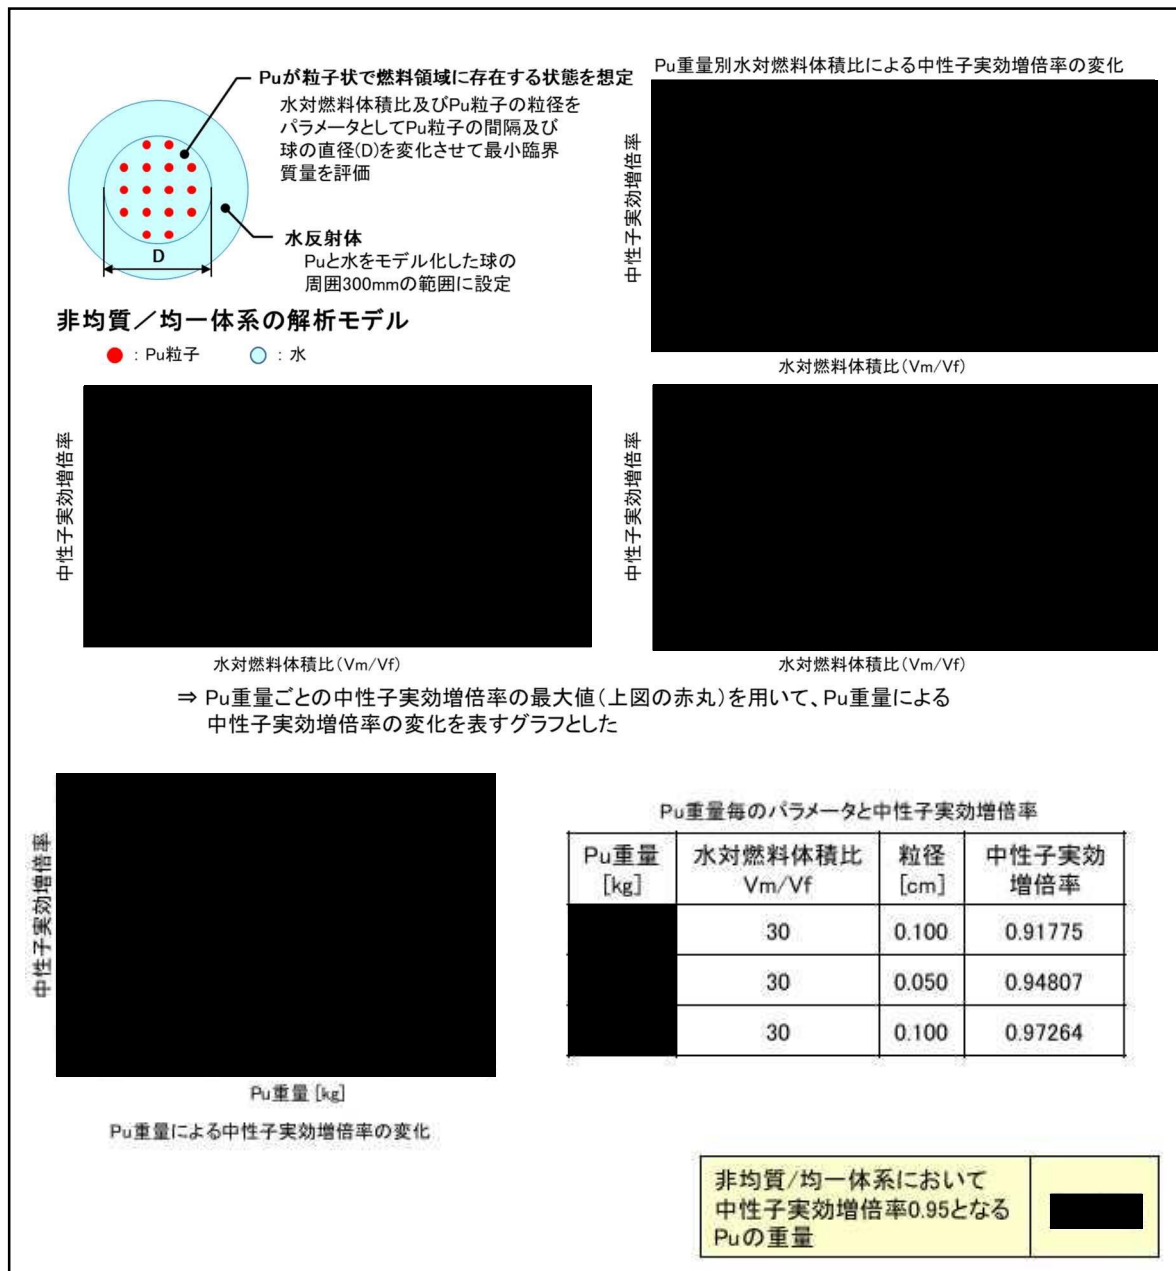 Puが粒子状で燃料領域に存在する状態を想定
水対燃料体積比及びPu粒子の粒径を
パラメータとしてPu粒子の間隔及び
球の直径(D)を変化させて最小臨界
質量を評価
D
水反射体
Puと水をモデル化した球の
周囲300mmの範囲に設定
非均質／均一体系の解析モデル
：Pu粒子 ：水
Pu重量別水対燃料体積比による中性子実効増倍率の変化
中性子実効増倍率
水対燃料体積比(Vm/Vf)
中性子実効増倍率
水対燃料体積比(Vm/Vf)
中性子実効増倍率
水対燃料体積比(Vm/Vf)
⇒ Pu重量ごとの中性子実効増倍率の最大値(上図の赤丸)を用いて、Pu重量による
中性子実効増倍率の変化を表すグラフとした
中性子実効増倍率
Pu重量 [kg]
Pu重量による中性子実効増倍率の変化
Pu重量毎のパラメータと中性子実効増倍率
Pu重量 水対燃料体積比 粒径 中性子実効
[kg] Vm/Vf [cm] 増倍率
30 0.100 0.91775
30 0.050 0.94807
30 0.100 0.97264
非均質/均一体系において
中性子実効増倍率0.95となる
Puの重量